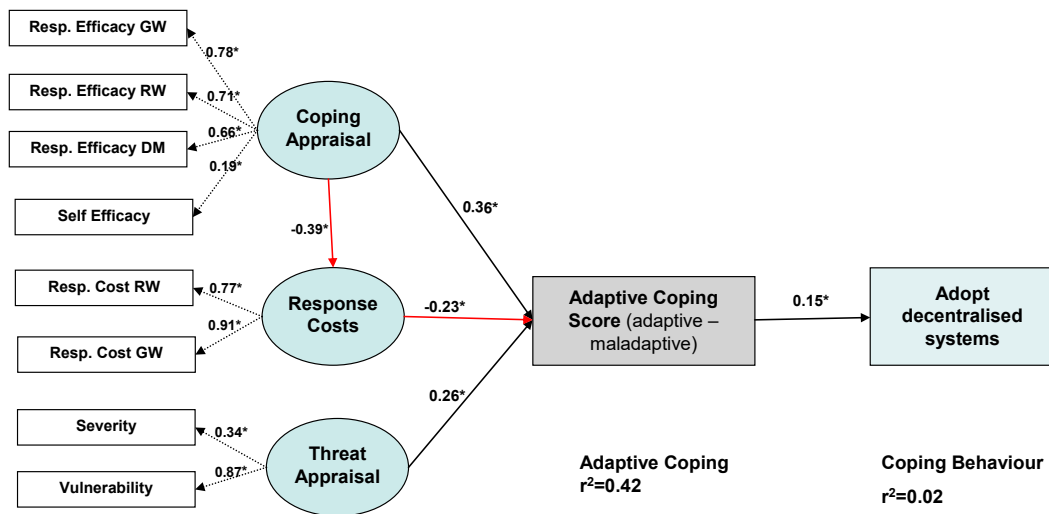 Resp. Efficacy GW
0.78*
Resp. Efficacy RW
0.71*
Resp. Efficacy DM
0.66*
Self Efficacy
0.19*
Coping
Appraisal
-0.39*
0.36*
Resp. Cost RW
0.77*
Resp. Cost GW
0.91*
Response
Costs
-0.23*
Adaptive Coping
Score (adaptive –
maladaptive)
0.15*
Adopt
decentralised
systems
Severity
0.34*
Vulnerability
0.87*
Threat
Appraisal
0.26*
Adaptive Coping
r²=0.42
Coping Behaviour
r²=0.02